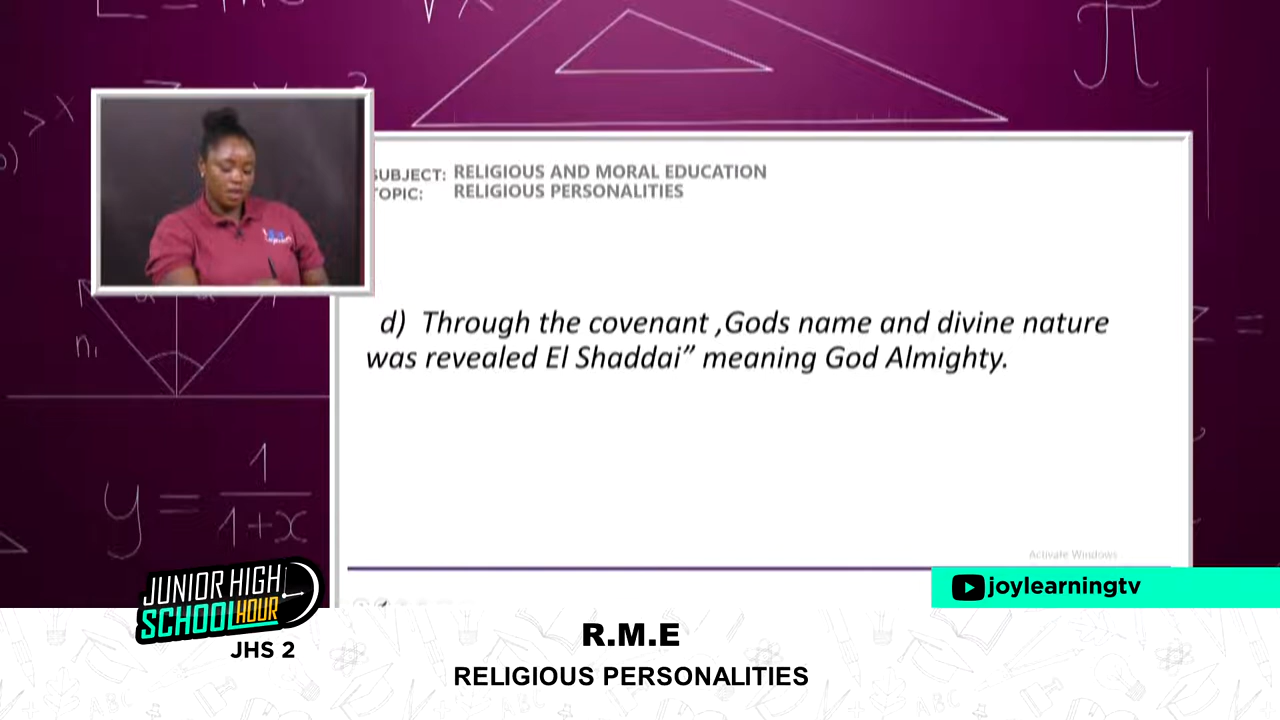 SUBJECT: RELIGIOUS AND MORAL EDUCATION
TOPIC: RELIGIOUS PERSONALITIES
d) Through the covenant ,Gods name and divine nature
was revealed El Shaddai” meaning God Almighty.
y = 1/1+x
π
n₁
Activate Windows
joylearningtv
JUNIOR HIGH
SCHOOL HOUR
JHS 2
R.M.E
RELIGIOUS PERSONALITIES